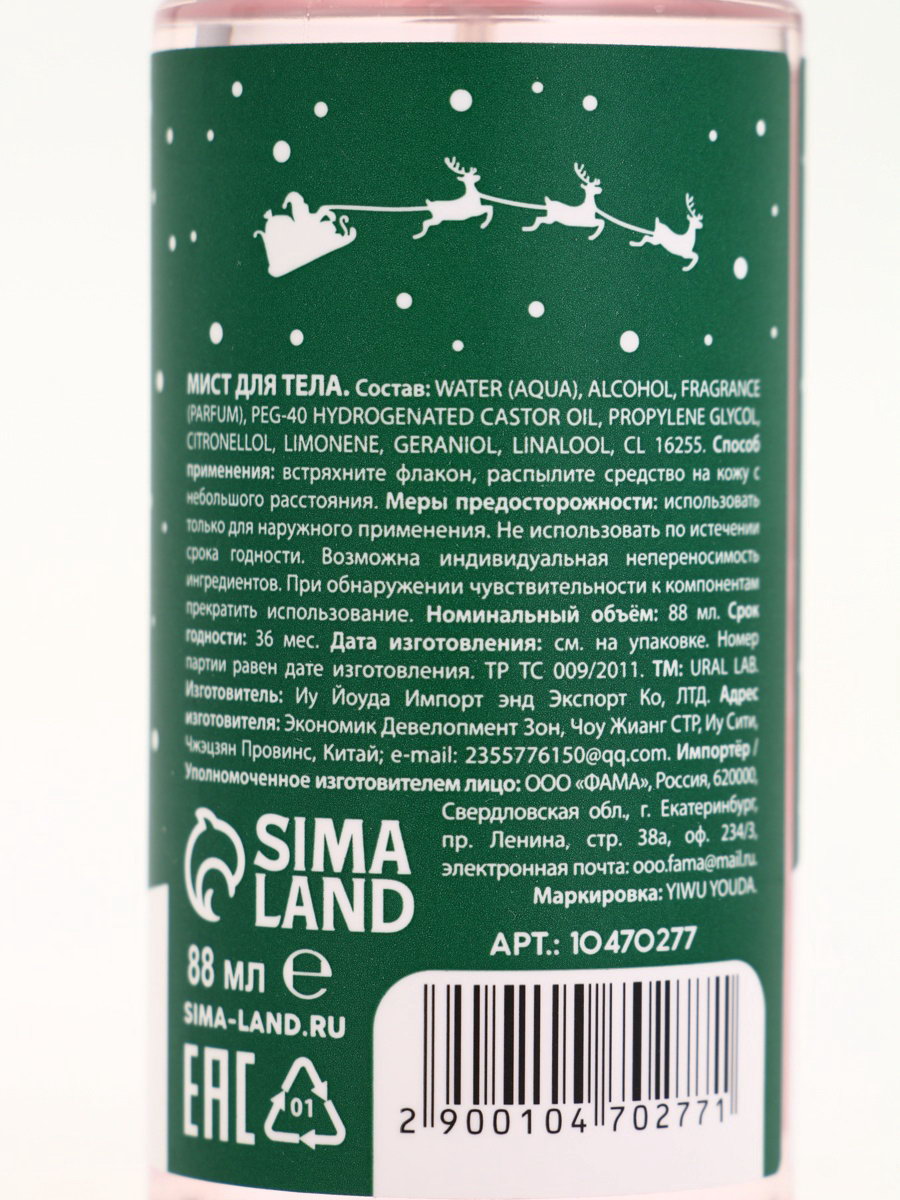 МИСТ ДЛЯ ТЕЛА. Состав: WATER (AQUA), ALCOHOL, FRAGRANCE
(PARFUM), PEG-40 HYDROGENATED CASTOR OIL, PROPYLENE GLYCOL,
CITRONELLOL, LIMONENE, GERANIOL, LINALOOL, CL 16255. Способ
применения: встряхните флакон, распылите средство на кожу с
небольшого расстояния. Меры предосторожности: использовать
только для наружного применения. Не использовать по истечении
срока годности. Возможна индивидуальная непереносимость
ингредиентов. При обнаружении чувствительности к компонентам
прекратить использование. Номинальный объём: 88 мл. Срок
годности: 36 мес. Дата изготовления: см. на упаковке. Номер
партии равен дате изготовления. ТР ТС 009/2011. ТМ: URAL LAB.
Изготовитель: Иу Йоуда Импорт энд Экспорт Ко, ЛТД. Адрес
изготовителя: Экономик Девелопмент Зон, Чоу Жианг СТР, Иу Сити,
Чжэцзян Провинс, Китай; e-mail: 2355776150@qq.com. Импортёр /
Уполномоченное изготовителем лицо: ООО «ФАМА», Россия, 620000,
Свердловская обл., г. Екатеринбург,
пр. Ленина, стр. 38а, оф. 234/3,
электронная почта: ooo.fama@mail.ru.
Маркировка: YIWU YOUDA.
SIMA
LAND
АРТ.: 10470277
88 мл e
SIMA-LAND.RU
EAC
01
2 900104 702771